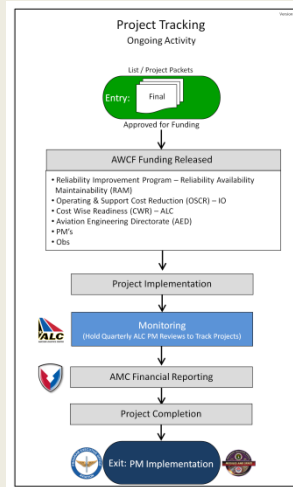 Version
Project Tracking
Ongoing Activity
List / Project Packets
Entry:
Final
Approved for Funding
AWCF Funding Released
• Reliability Improvement Program – Reliability Availability
Maintainability (RAM)
• Operating & Support Cost Reduction (OSCR) – IO
• Cost Wise Readiness (CWR) – ALC
• Aviation Engineering Directorate (AED)
• PM's
• Obs
Project Implementation
ALC
Monitoring
(Hold Quarterly ALC PM Reviews to Track Projects)
AMC Financial Reporting
Project Completion
Exit: PM Implementation